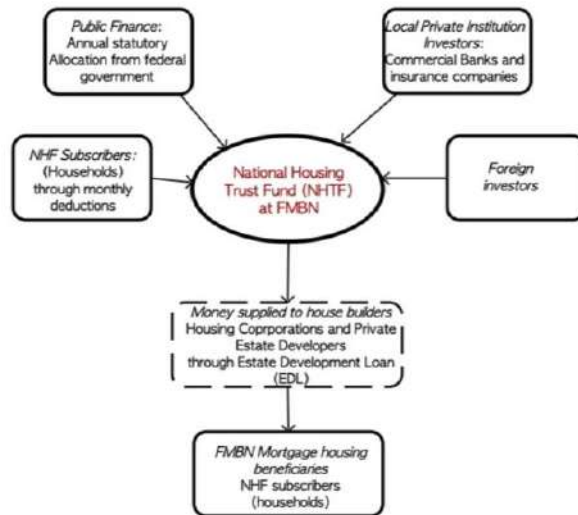 Public Finance:
Annual statutory
Allocation from federal
government
Local Private Institution
Investors:
Commercial Banks and
insurance companies
NHF Subscribers:
(Households)
through monthly
deductions
National Housing
Trust Fund (NHTF)
at FMBN
Foreign
investors
Money supplied to house builders
Housing Coprporations and Private
Estate Developers
through Estate Development Loan
(EDL)
FMBN Mortgage housing
beneficiaries
NHF subscribers
(households)